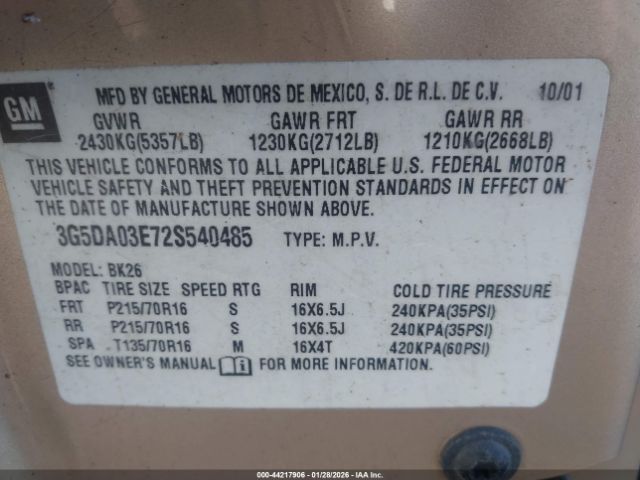 GM
MFD BY GENERAL MOTORS DE MEXICO, S. DE R.L. DE C.V. 10/01
GVWR GAWR FRT GAWR RR
2430KG(5357LB) 1230KG(2712LB) 1210KG(2668LB)
THIS VEHICLE CONFORMS TO ALL APPLICABLE U.S. FEDERAL MOTOR
VEHICLE SAFETY AND THEFT PREVENTION STANDARDS IN EFFECT ON
THE DATE OF MANUFACTURE SHOWN ABOVE.
3G5DA03E72S540485 TYPE: M.P.V.
MODEL: BK26
BPAC TIRE SIZE SPEED RTG RIM COLD TIRE PRESSURE
FRT P215/70R16 S 16X6.5J 240KPA(35PSI)
RR P215/70R16 S 16X6.5J 240KPA(35PSI)
SPA T135/70R16 M 16X4T 420KPA(60PSI)
SEE OWNER'S MANUAL i FOR MORE INFORMATION.
000-44217906 - 01/28/2026 - COPYRIGHT IAA, LLC